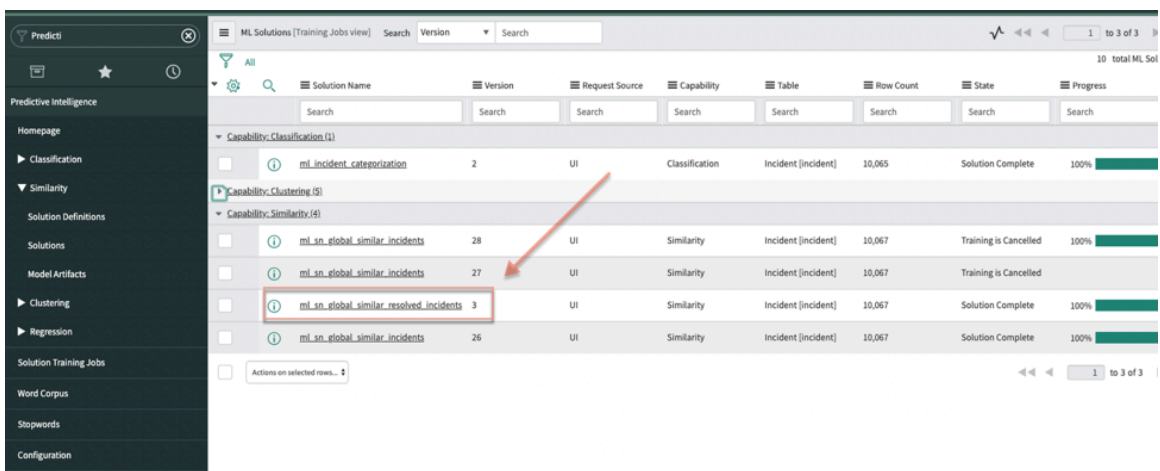 Predicti
ML Solutions [Training Jobs view] Search Version Search
1 to 3 of 3
All
10 total ML Sol
Solution Name Version Request Source Capability Table Row Count State Progress
Search Search Search Search Search Search Search Search
Predictive Intelligence
Homepage
Classification
Similarity
Solution Definitions
Solutions
Model Artifacts
Clustering
Regression
Solution Training Jobs
Word Corpus
Stopwords
Configuration
Capability: Classification (1)
ml_incident_categorization 2 UI Classification Incident [incident] 10,065 Solution Complete 100%
Capability: Clustering (5)
Capability: Similarity (4)
ml_sn_global_similar_incidents 28 UI Similarity Incident [incident] 10,067 Training is Cancelled 100%
ml_sn_global_similar_incidents 27 UI Similarity Incident [incident] 10,067 Training is Cancelled
ml_sn_global_similar_resolved_incidents 3 UI Similarity Incident [incident] 10,067 Solution Complete 100%
ml_sn_global_similar_incidents 26 UI Similarity Incident [incident] 10,067 Solution Complete 100%
Actions on selected rows...
1 to 3 of 3